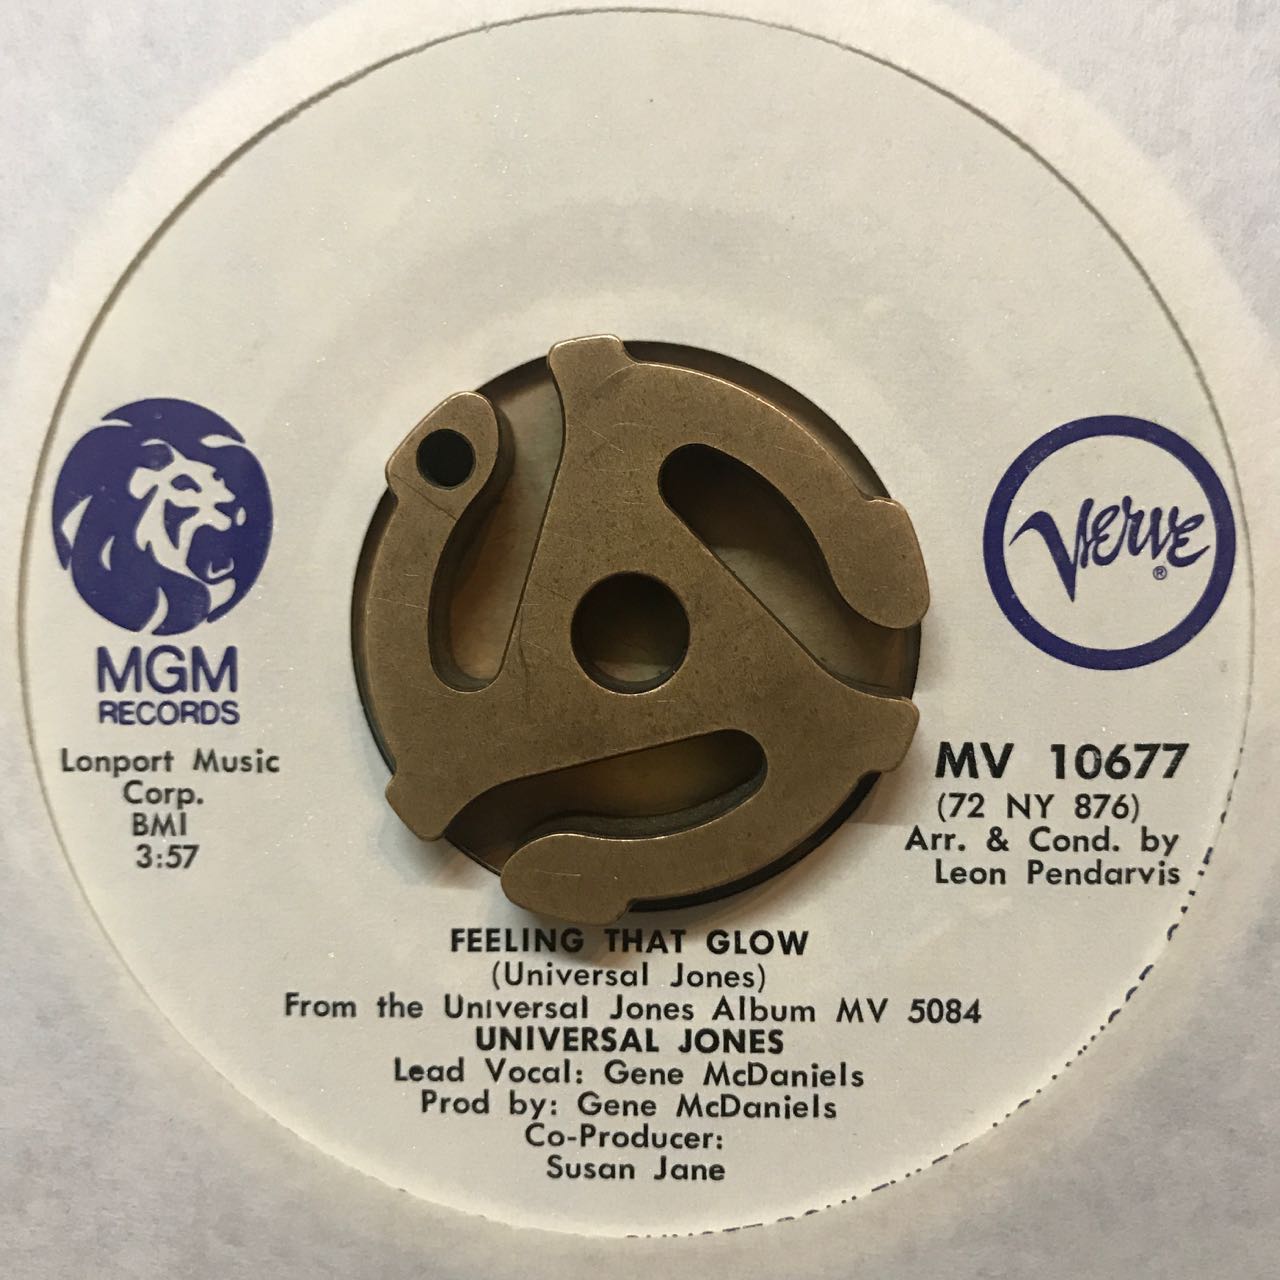 MGM
RECORDS
Lonport Music
Corp.
BMI
3:57
Verve
®
MV 10677
(72 NY 876)
Arr. & Cond. by
Leon Pendarvis
FEELING THAT GLOW
(Universal Jones)
From the Universal Jones Album MV 5084
UNIVERSAL JONES
Lead Vocal: Gene McDaniels
Prod by: Gene McDaniels
Co-Producer:
Susan Jane